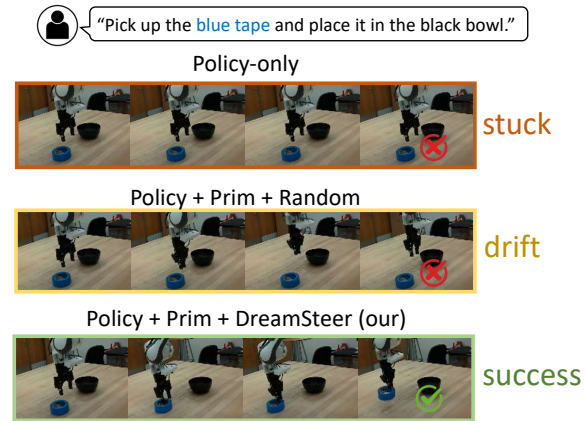 “Pick up the blue tape and place it in the black bowl.”
Policy-only
stuck
Policy + Prim + Random
drift
Policy + Prim + DreamSteer (our)
success